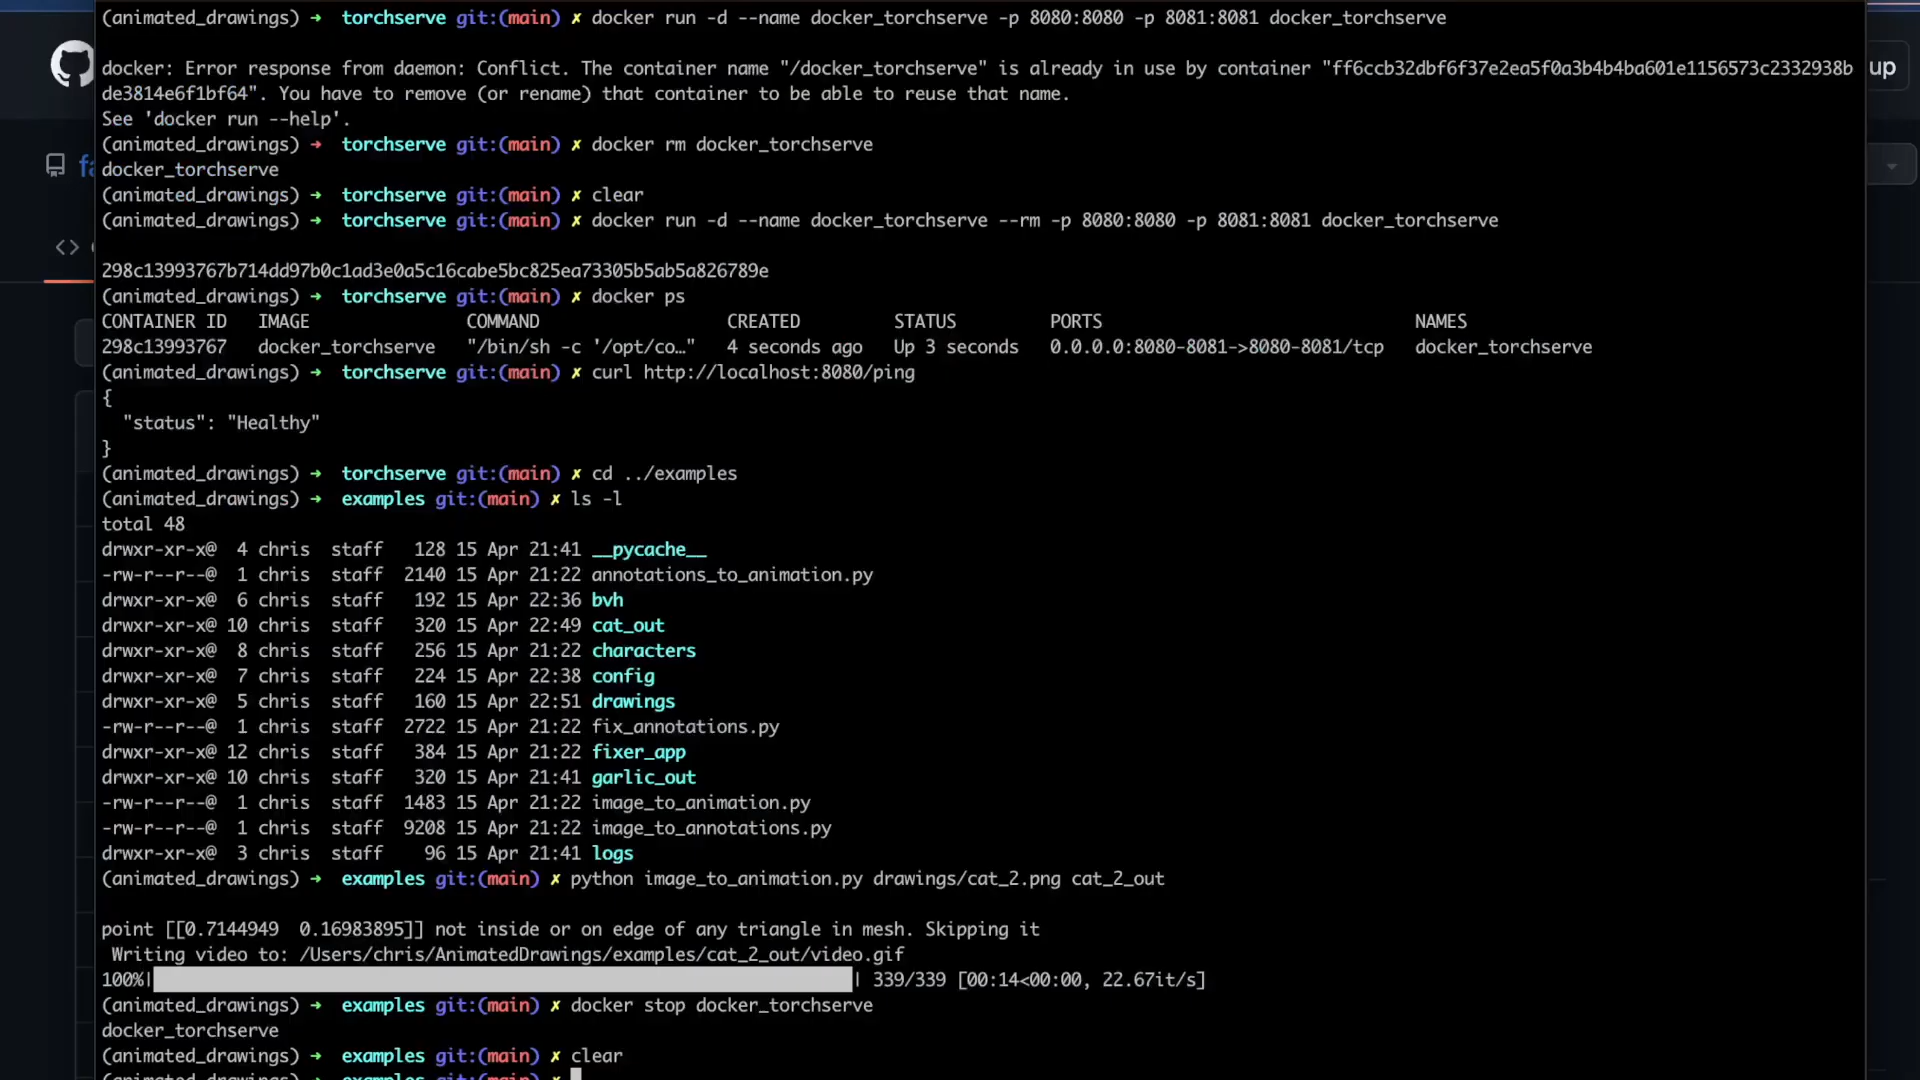 (animated_drawings) ➜ torchserve git:(main) ✗ docker run -d --name docker_torchserve -p 8080:8080 -p 8081:8081 docker_torchserve
docker: Error response from daemon: Conflict. The container name "/docker_torchserve" is already in use by container "ff6ccb32dbf6f37e2ea5f0a3b4b4ba601e1156573c2332938b
de3814e6f1bf64". You have to remove (or rename) that container to be able to reuse that name.
See 'docker run --help'.
(animated_drawings) ➜ torchserve git:(main) ✗ docker rm docker_torchserve
docker_torchserve
(animated_drawings) ➜ torchserve git:(main) ✗ clear
(animated_drawings) ➜ torchserve git:(main) ✗ docker run -d --name docker_torchserve --rm -p 8080:8080 -p 8081:8081 docker_torchserve
298c13993767b714dd97b0c1ad3e0a5c16cabe5bc825ea73305b5ab5a826789e
(animated_drawings) ➜ torchserve git:(main) ✗ docker ps
CONTAINER ID IMAGE COMMAND CREATED STATUS PORTS NAMES
298c13993767 docker_torchserve "/bin/sh -c '/opt/co…" 4 seconds ago Up 3 seconds 0.0.0.0:8080-8081->8080-8081/tcp docker_torchserve
(animated_drawings) ➜ torchserve git:(main) ✗ curl http://localhost:8080/ping
{
"status": "Healthy"
}
(animated_drawings) ➜ torchserve git:(main) ✗ cd ../examples
(animated_drawings) ➜ examples git:(main) ✗ ls -l
total 48
drwxr-xr-x@ 4 chris staff 128 15 Apr 21:41 __pycache__
-rw-r--r--@ 1 chris staff 2140 15 Apr 21:22 annotations_to_animation.py
drwxr-xr-x@ 6 chris staff 192 15 Apr 22:36 bvh
drwxr-xr-x@ 10 chris staff 320 15 Apr 22:49 cat_out
drwxr-xr-x@ 8 chris staff 256 15 Apr 21:22 characters
drwxr-xr-x@ 7 chris staff 224 15 Apr 22:38 config
drwxr-xr-x@ 5 chris staff 160 15 Apr 22:51 drawings
-rw-r--r--@ 1 chris staff 2722 15 Apr 21:22 fix_annotations.py
drwxr-xr-x@ 12 chris staff 384 15 Apr 21:22 fixer_app
drwxr-xr-x@ 10 chris staff 320 15 Apr 21:41 garlic_out
-rw-r--r--@ 1 chris staff 1483 15 Apr 21:22 image_to_animation.py
-rw-r--r--@ 1 chris staff 9208 15 Apr 21:22 image_to_annotations.py
drwxr-xr-x@ 3 chris staff 96 15 Apr 21:41 logs
(animated_drawings) ➜ examples git:(main) ✗ python image_to_animation.py drawings/cat_2.png cat_2_out
point [[0.7144949 0.16983895]] not inside or on edge of any triangle in mesh. Skipping it
Writing video to: /Users/chris/AnimatedDrawings/examples/cat_2_out/video.gif
100%| | 339/339 [00:14<00:00, 22.67it/s]
(animated_drawings) ➜ examples git:(main) ✗ docker stop docker_torchserve
docker_torchserve
(animated_drawings) ➜ examples git:(main) ✗ clear
(animated_drawings) ➜ examples git:(main) ✗
up
fa